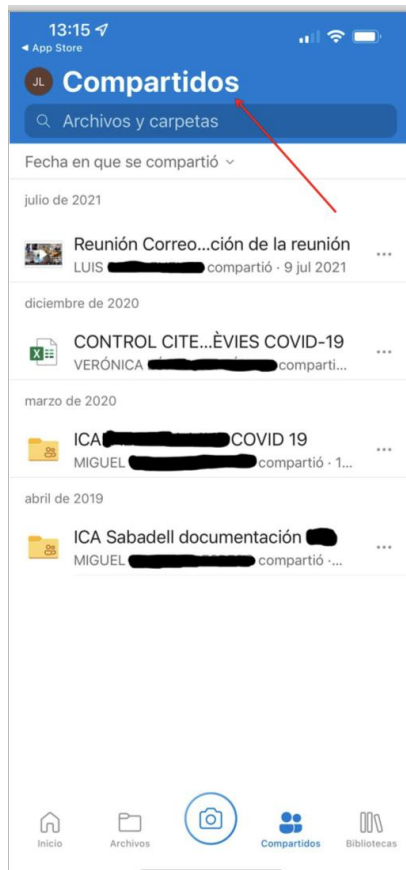 13:15
◀ App Store
JL
Compartidos
Archivos y carpetas
Fecha en que se compartió
julio de 2021
Reunión Correo...ción de la reunión
LUIS compartió · 9 jul 2021
diciembre de 2020
CONTROL CITE...ÈVIES COVID-19
VERÓNICA comparti...
marzo de 2020
ICA COVID 19
MIGUEL compartió · 1...
abril de 2019
ICA Sabadell documentación
MIGUEL compartió ·...
Inicio Archivos Compartidos Bibliotecas